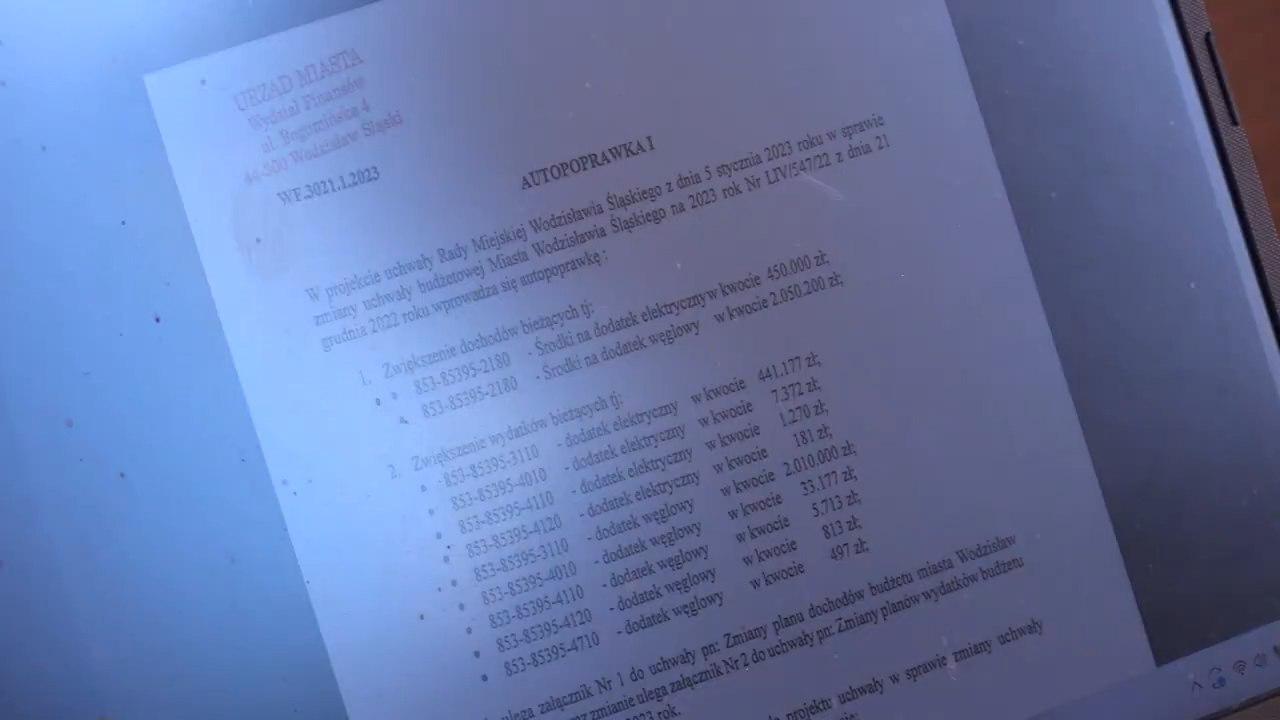 URZĄD MIASTA
Wydział Finansów
ul. Bogumińska 4
44-300 Wodzisław Śląski
WF.3021.1.2023
AUTOPOPRAWKA I
W projekcie uchwały Rady Miejskiej Wodzisławia Śląskiego z dnia 5 stycznia 2023 roku w sprawie
zmiany uchwały budżetowej Miasta Wodzisławia Śląskiego na 2023 rok Nr LIV/547/22 z dnia 21
grudnia 2022 roku wprowadza się autopoprawkę :
1. Zwiększenie dochodów bieżących tj;
• 853-85395-2180 - Środki na dodatek elektryczny w kwocie 450.000 zł;
• 853-85395-2180 - Środki na dodatek węglowy w kwocie 2.050.200 zł;
2. Zwiększenie wydatków bieżących tj;
• 853-85395-3110 - dodatek elektryczny w kwocie 441.177 zł;
• 853-85395-4010 - dodatek elektryczny w kwocie 7.372 zł;
• 853-85395-4110 - dodatek elektryczny w kwocie 1.270 zł;
• 853-85395-4120 - dodatek elektryczny w kwocie 181 zł;
• 853-85395-3110 - dodatek węglowy w kwocie 2.010.000 zł;
• 853-85395-4010 - dodatek węglowy w kwocie 33.177 zł;
• 853-85395-4110 - dodatek węglowy w kwocie 5.713 zł;
• 853-85395-4120 - dodatek węglowy w kwocie 813 zł;
• 853-85395-4710 - dodatek węglowy w kwocie 497 zł;
ulega załącznik Nr 1 do uchwały pn: Zmiany planu dochodów budżetu miasta Wodzisław
zmianie ulega załącznik Nr 2 do uchwały pn: Zmiany planów wydatków budżetu
2023 rok.
projektu uchwały w sprawie zmiany uchwały